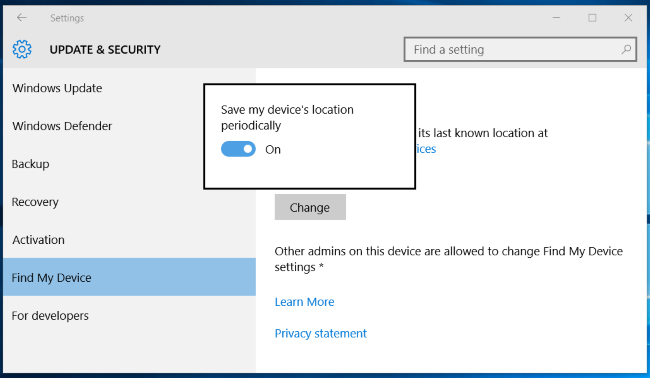 Settings
UPDATE & SECURITY
Find a setting
Windows Update
Windows Defender
Backup
Recovery
Activation
Find My Device
For developers
Save my device's location
periodically
On
its last known location at
Change
Other admins on this device are allowed to change Find My Device
settings *
Learn More
Privacy statement